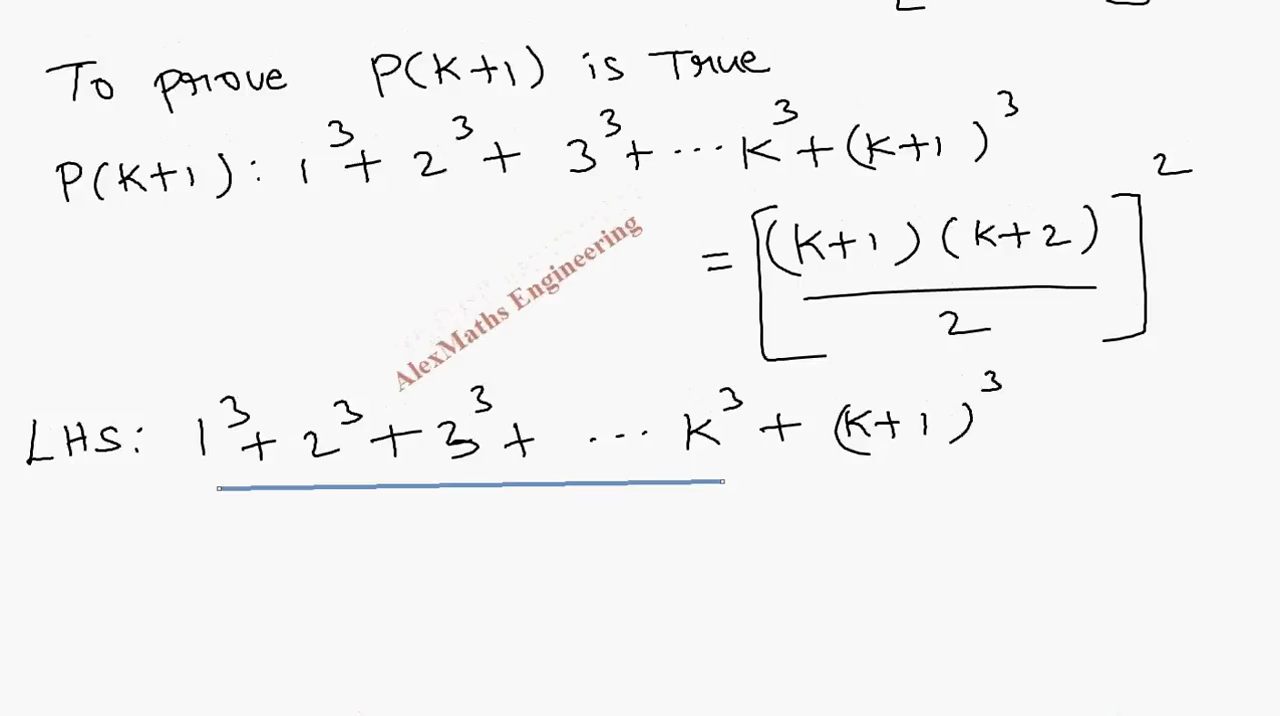 To prove P(K+1) is True
P(K+1): 1³+ 2³+ 3³+ ··· K³+(K+1)³
= [(K+1)(K+2)/2]²
AlexMaths Engineering
LHS: 1³+ 2³+ 3³+ ··· K³ + (K+1)³